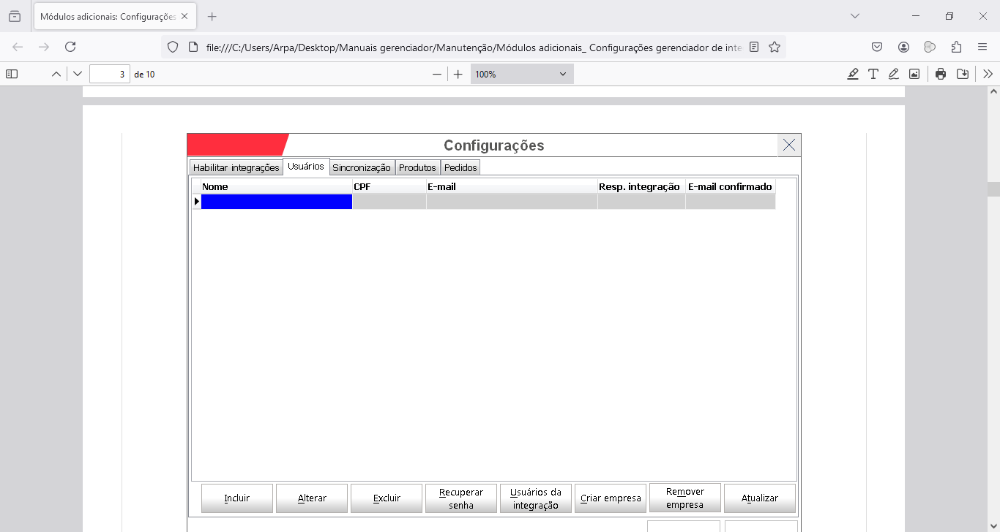 Módulos adicionais: Configurações
file:///C:/Users/Arpa/Desktop/Manuais gerenciador/Manutenção/Módulos adicionais_ Configurações gerenciador de inte
3 de 10
100%
Configurações
Habilitar integrações Usuários Sincronização Produtos Pedidos
Nome CPF E-mail Resp. integração E-mail confirmado
Incluir Alterar Excluir Recuperar senha Usuários da integração Criar empresa Remover empresa Atualizar